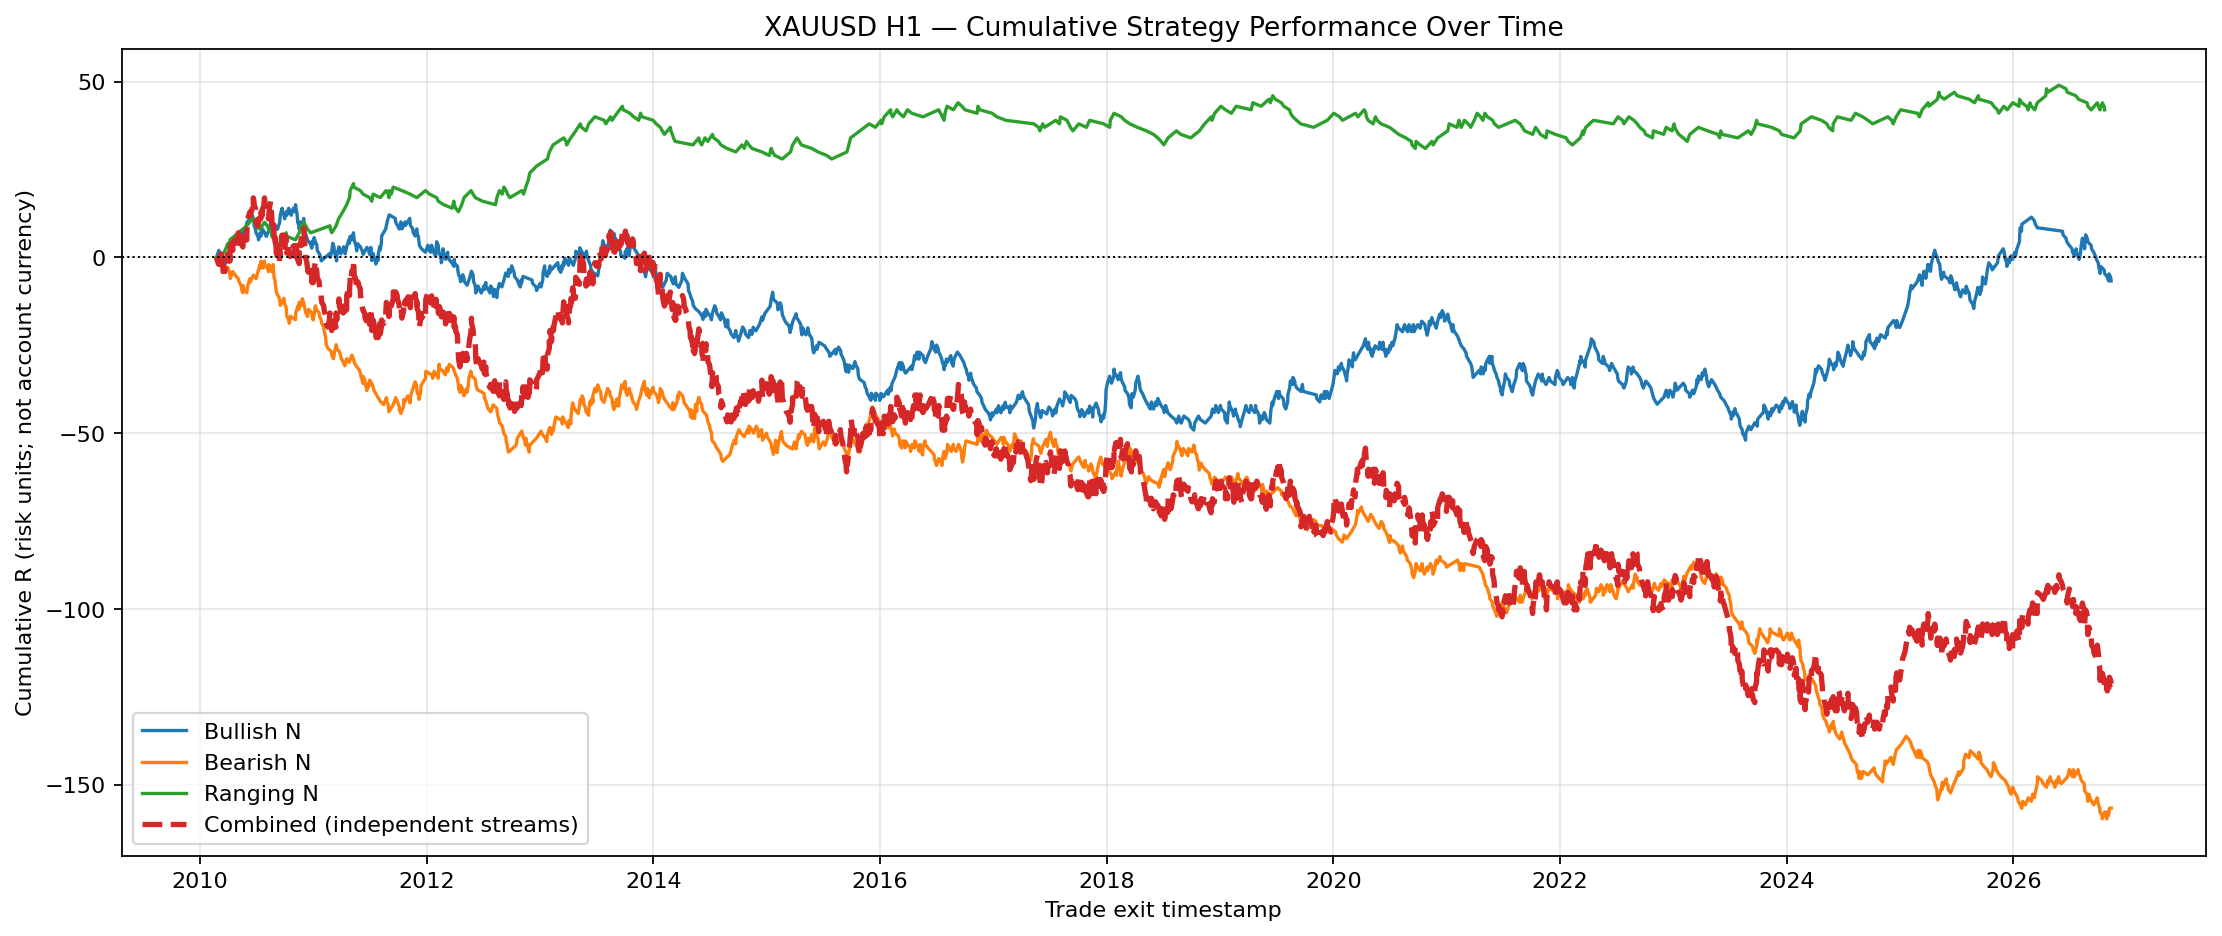 XAUUSD H1 — Cumulative Strategy Performance Over Time
Cumulative R (risk units; not account currency)
50
0
−50
−100
−150
Bullish N
Bearish N
Ranging N
Combined (independent streams)
2010 2012 2014 2016 2018 2020 2022 2024 2026
Trade exit timestamp